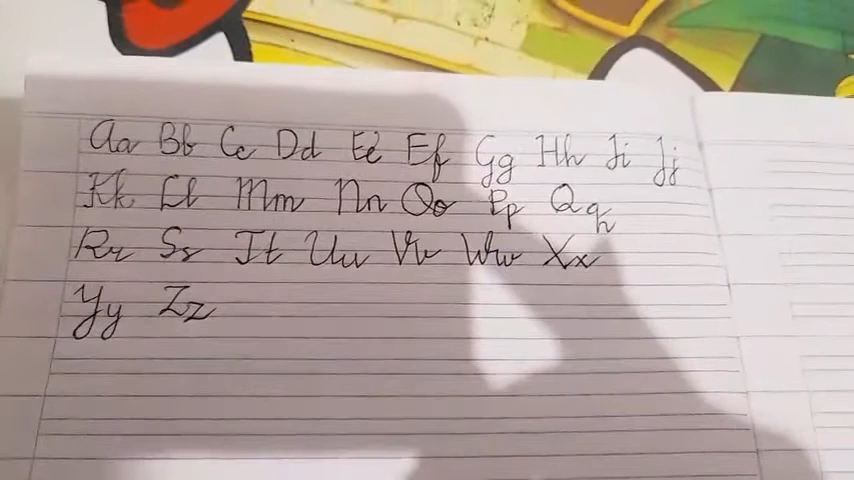 Aa Bb Cc Dd Ee Ff Gg Hh Ii Jj
Kk Ll Mm Nn Oo Pp Qq
Rr Ss Tt Uu Vv Ww Xx
Yy Zz